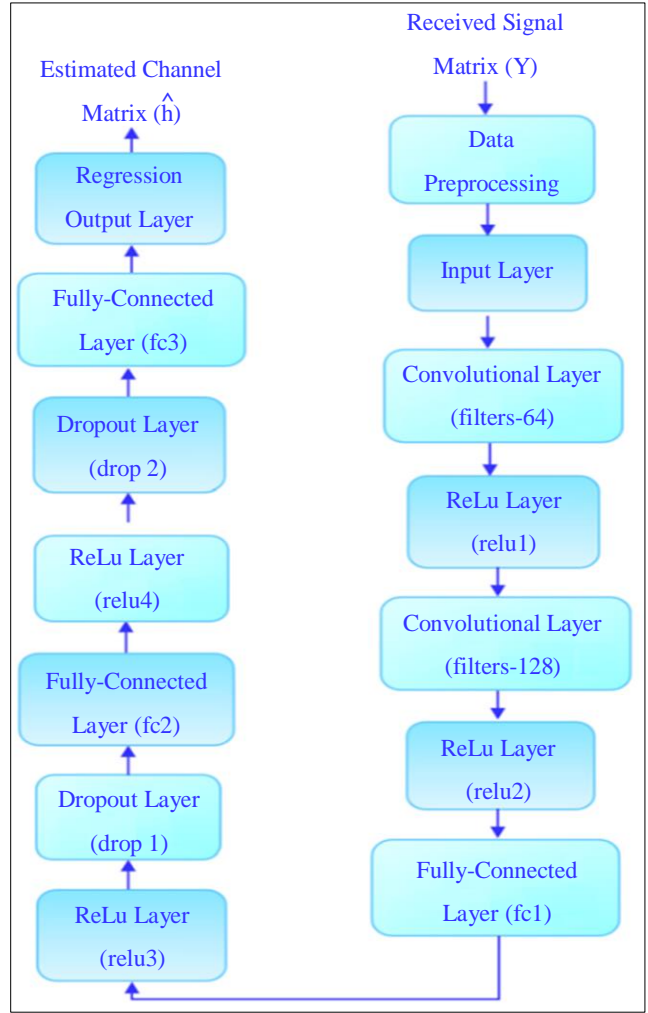 Received Signal
Matrix (Y)
Data
Preprocessing
Input Layer
Convolutional Layer
(filters-64)
ReLu Layer
(relu1)
Convolutional Layer
(filters-128)
ReLu Layer
(relu2)
Fully-Connected
Layer (fc1)
ReLu Layer
(relu3)
Dropout Layer
(drop 1)
Fully-Connected
Layer (fc2)
ReLu Layer
(relu4)
Dropout Layer
(drop 2)
Fully-Connected
Layer (fc3)
Regression
Output Layer
Estimated Channel
Matrix (ĥ)